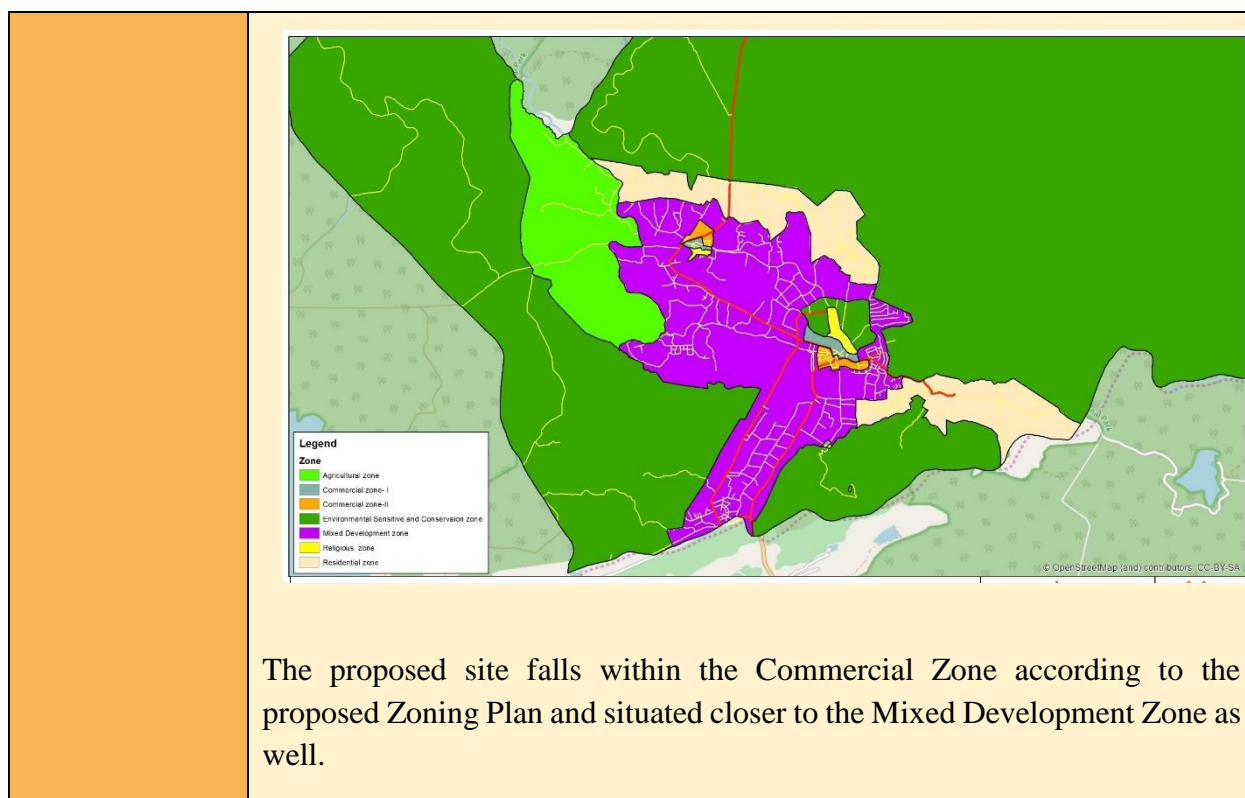 Park
Legend
Zone
Agricultural zone
Commercial zone- I
Commercial zone-II
Environmental Sensitive and Conservaion zone
Mixed Development zone
Religious zone
Residential zone
© OpenStreetMap (and) contributors, CC-BY-SA
The proposed site falls within the Commercial Zone according to the
proposed Zoning Plan and situated closer to the Mixed Development Zone as
well.